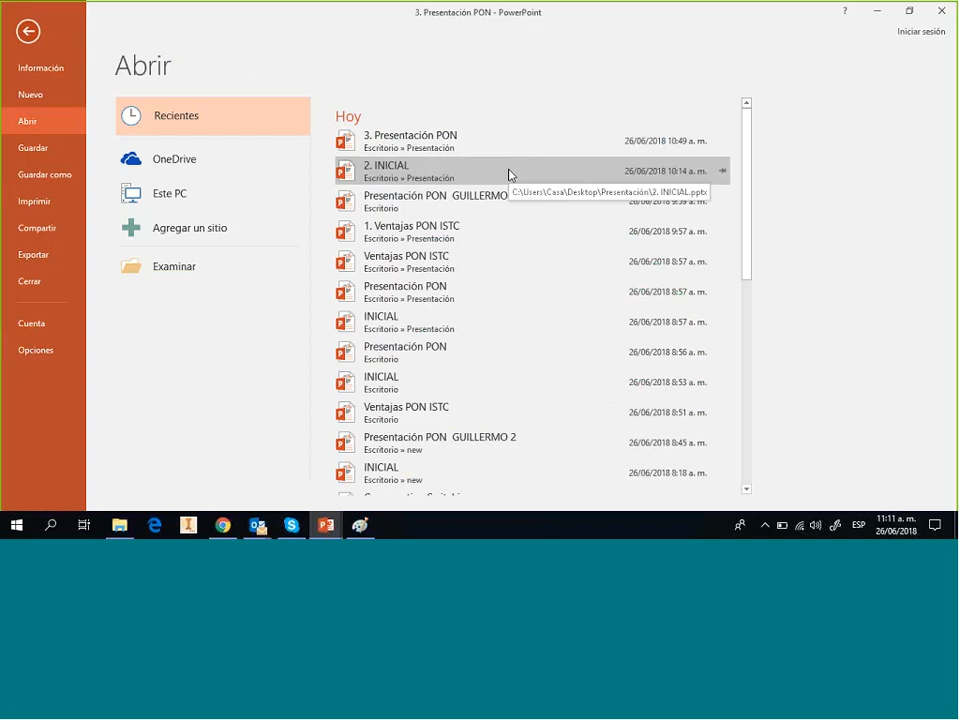 3. Presentación PON - PowerPoint
?
Iniciar sesión
Información
Nuevo
Abrir
Guardar
Guardar como
Imprimir
Compartir
Exportar
Cerrar
Cuenta
Opciones
Abrir
Recientes
OneDrive
Este PC
Agregar un sitio
Examinar
Hoy
3. Presentación PON
Escritorio » Presentación
26/06/2018 10:49 a. m.
2. INICIAL
Escritorio » Presentación
26/06/2018 10:14 a. m.
C:\Users\Casa\Desktop\Presentación\2. INICIAL.pptx
Presentación PON GUILLERMO
Escritorio
26/06/2018 9:59 a. m.
1. Ventajas PON ISTC
Escritorio » Presentación
26/06/2018 9:57 a. m.
Ventajas PON ISTC
Escritorio » Presentación
26/06/2018 8:57 a. m.
Presentación PON
Escritorio » Presentación
26/06/2018 8:57 a. m.
INICIAL
Escritorio » Presentación
26/06/2018 8:57 a. m.
Presentación PON
Escritorio
26/06/2018 8:56 a. m.
INICIAL
Escritorio
26/06/2018 8:53 a. m.
Ventajas PON ISTC
Escritorio
26/06/2018 8:51 a. m.
Presentación PON GUILLERMO 2
Escritorio » new
26/06/2018 8:45 a. m.
INICIAL
Escritorio » new
26/06/2018 8:18 a. m.
ESP
11:11 a. m.
26/06/2018